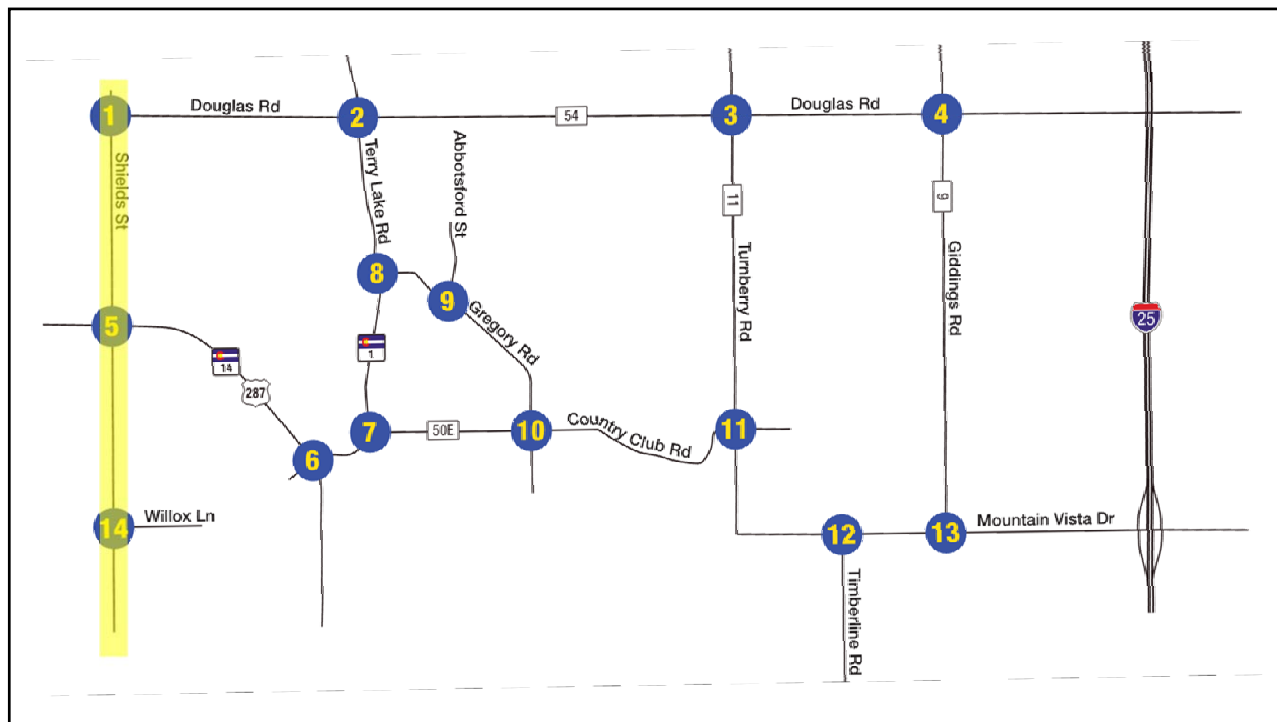 1
Douglas Rd
2
54
3
Douglas Rd
4
Shields St
Terry Lake Rd
Abbotsford St
11
9
8
9
Gregory Rd
Turnberry Rd
Giddings Rd
5
14
287
1
25
7
50E
10
Country Club Rd
11
6
14
Willox Ln
12
13
Mountain Vista Dr
Timberline Rd